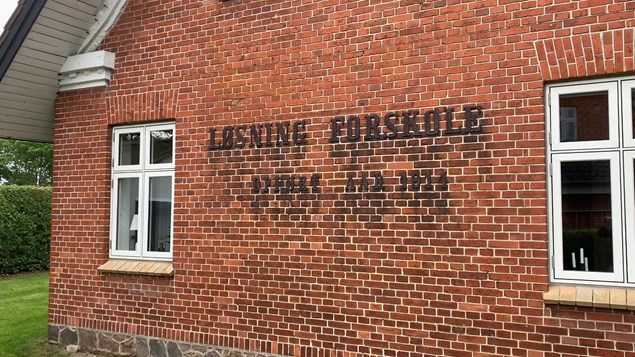 LØSNING FORSKOLE
OPFØRT AAR 1914